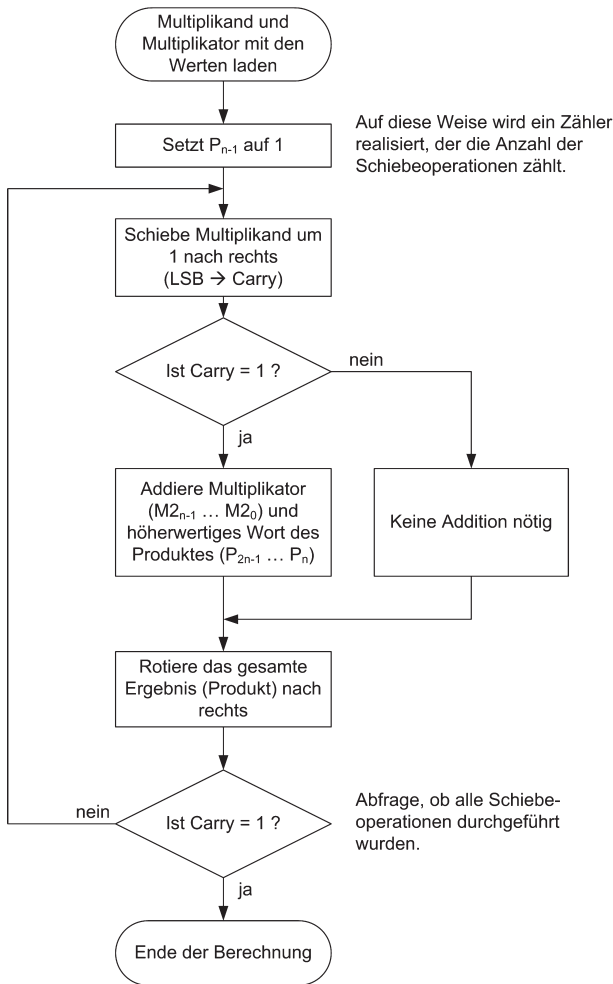 Multiplikand und
Multiplikator mit den
Werten laden
Setzt Pn-1 auf 1
Auf diese Weise wird ein Zähler
realisiert, der die Anzahl der
Schiebeoperationen zählt.
Schiebe Multiplikand um
1 nach rechts
(LSB → Carry)
Ist Carry = 1 ?
nein
ja
Addiere Multiplikator
(M2n-1 … M20) und
höherwertiges Wort des
Produktes (P2n-1 … Pn)
Keine Addition nötig
Rotiere das gesamte
Ergebnis (Produkt) nach
rechts
nein
Ist Carry = 1 ?
Abfrage, ob alle Schiebe-
operationen durchgeführt
wurden.
ja
Ende der Berechnung